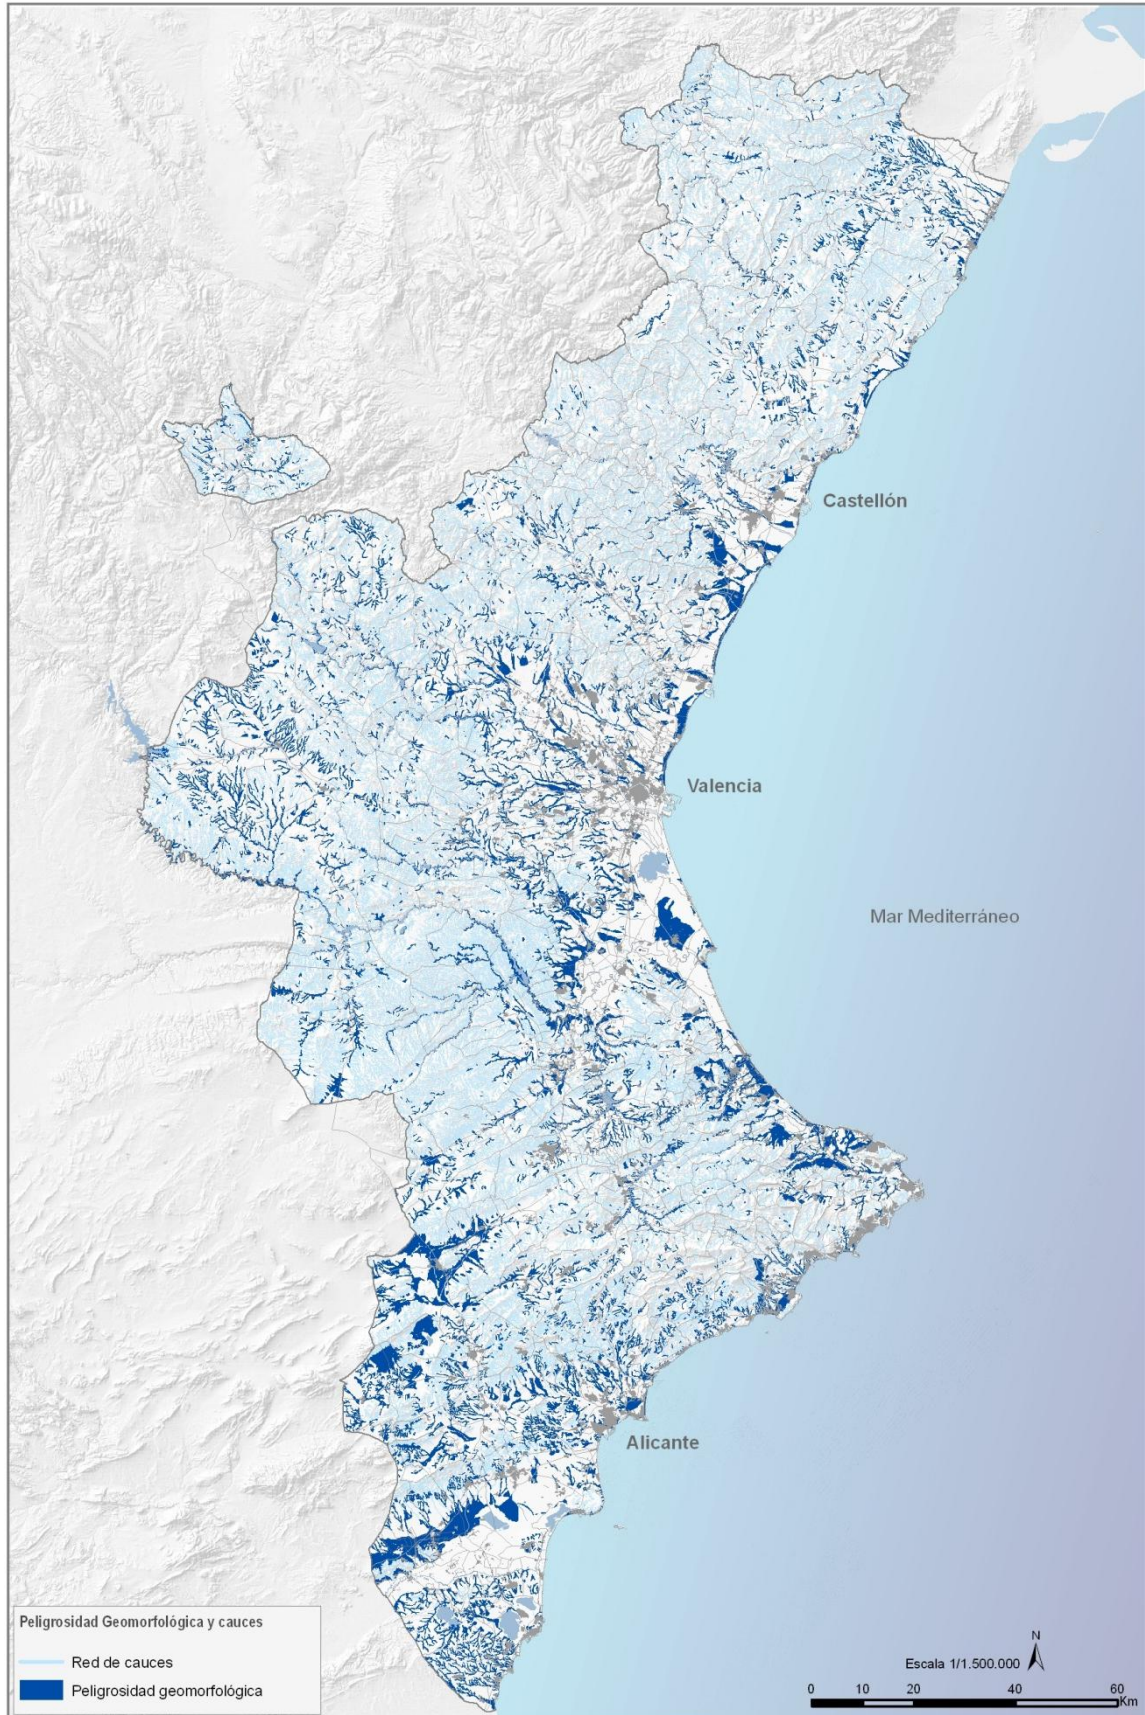 Castellón
Valencia
Mar Mediterráneo
Alicante
Peligrosidad Geomorfológica y cauces
Red de cauces
Peligrosidad geomorfológica
N
Escala 1/1.500.000
0 10 20 40 60
Km